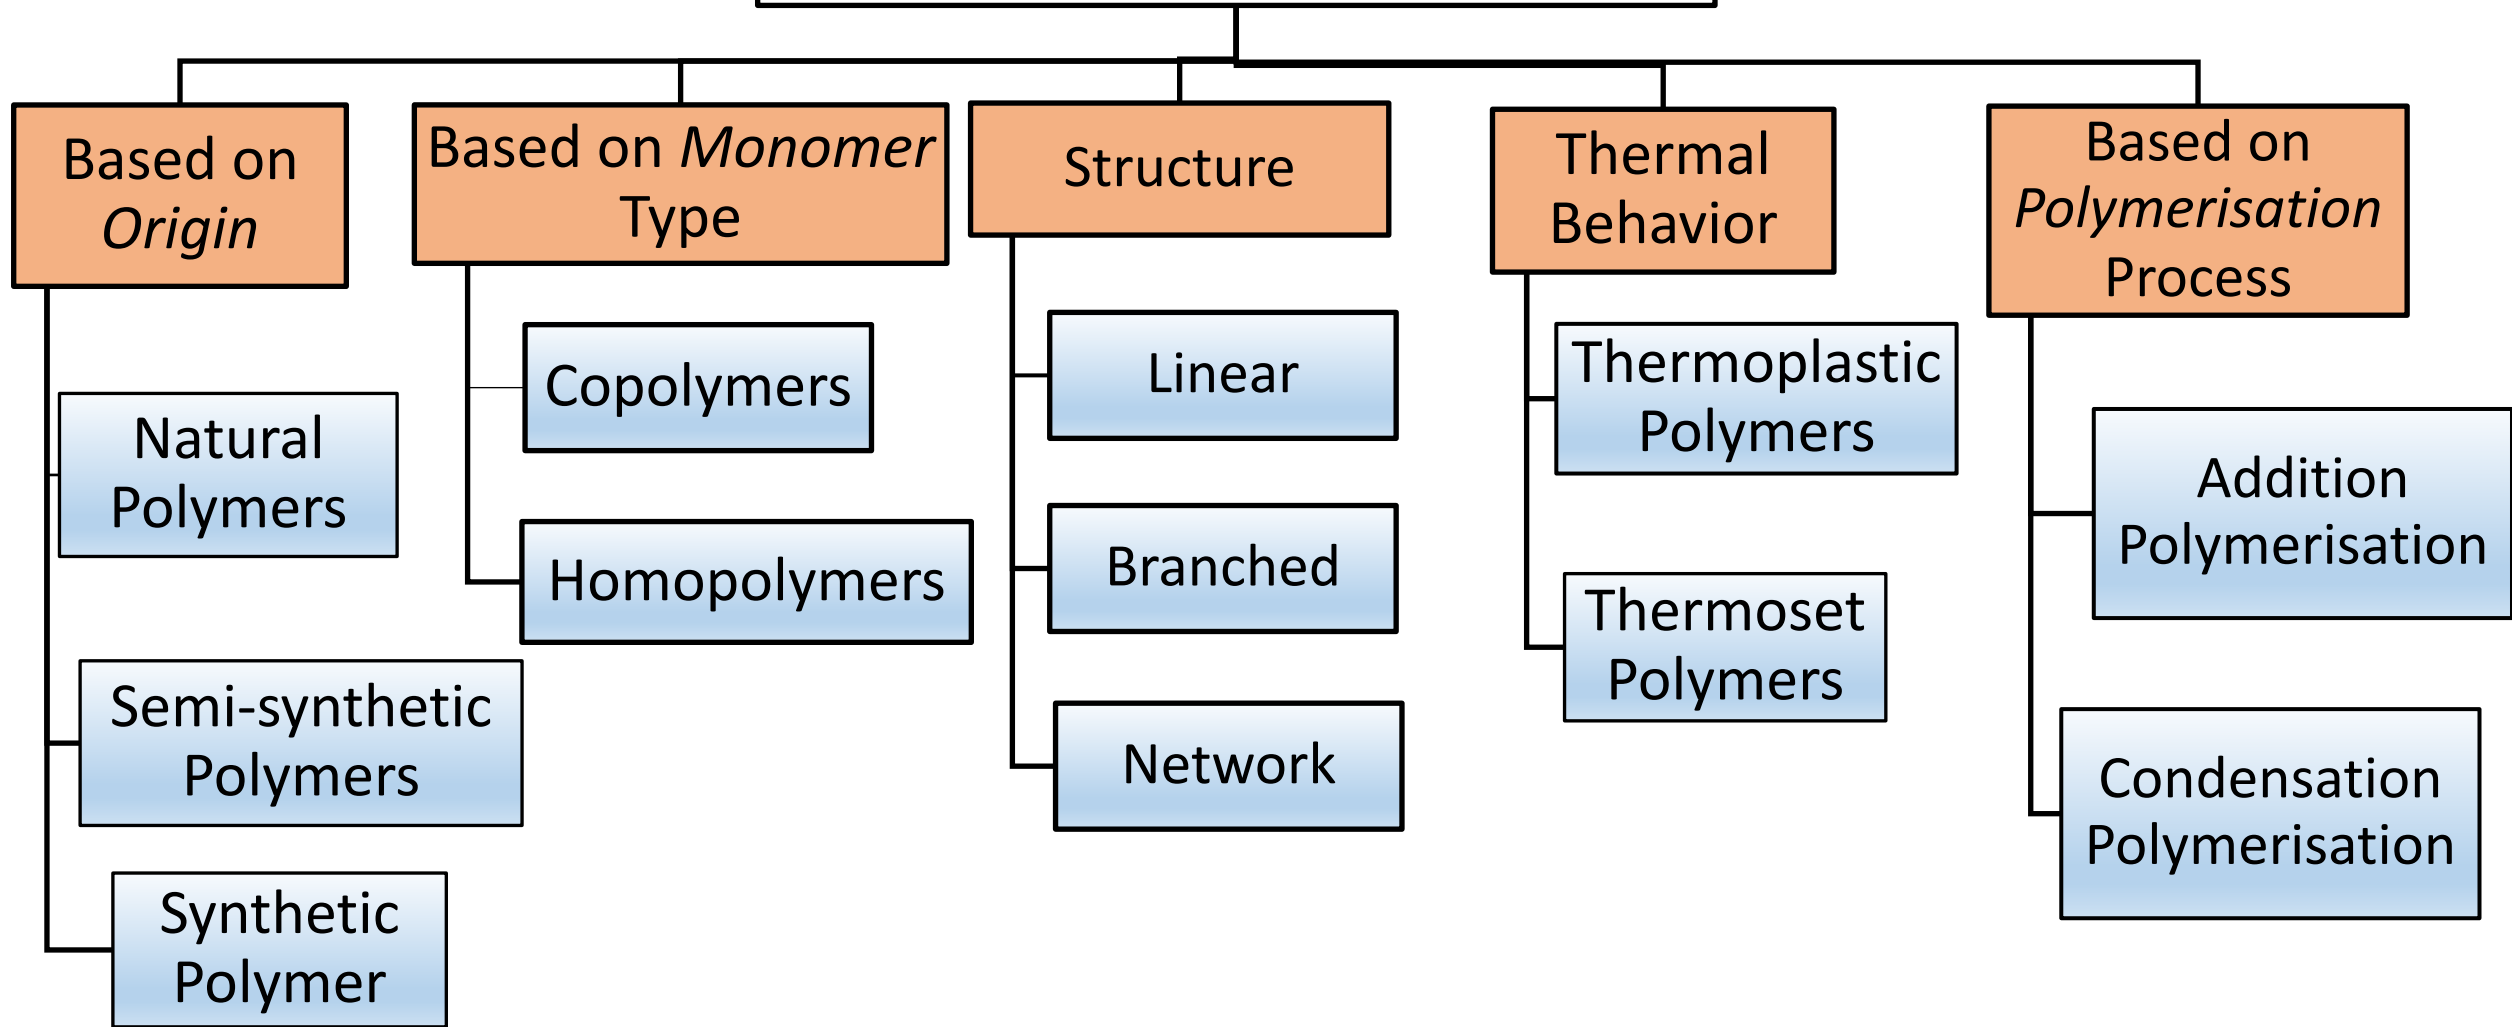 Based on
Origin
Based on Monomer
Type
Structure
Thermal
Behavior
Based on
Polymerisation
Process
Natural
Polymers
Semi-synthetic
Polymers
Synthetic
Polymer
Copolymers
Homopolymers
Linear
Branched
Network
Thermoplastic
Polymers
Thermoset
Polymers
Addition
Polymerisation
Condensation
Polymerisation